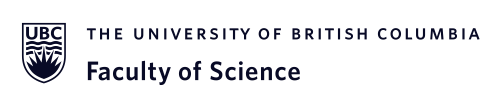 UBC
THE UNIVERSITY OF BRITISH COLUMBIA
Faculty of Science